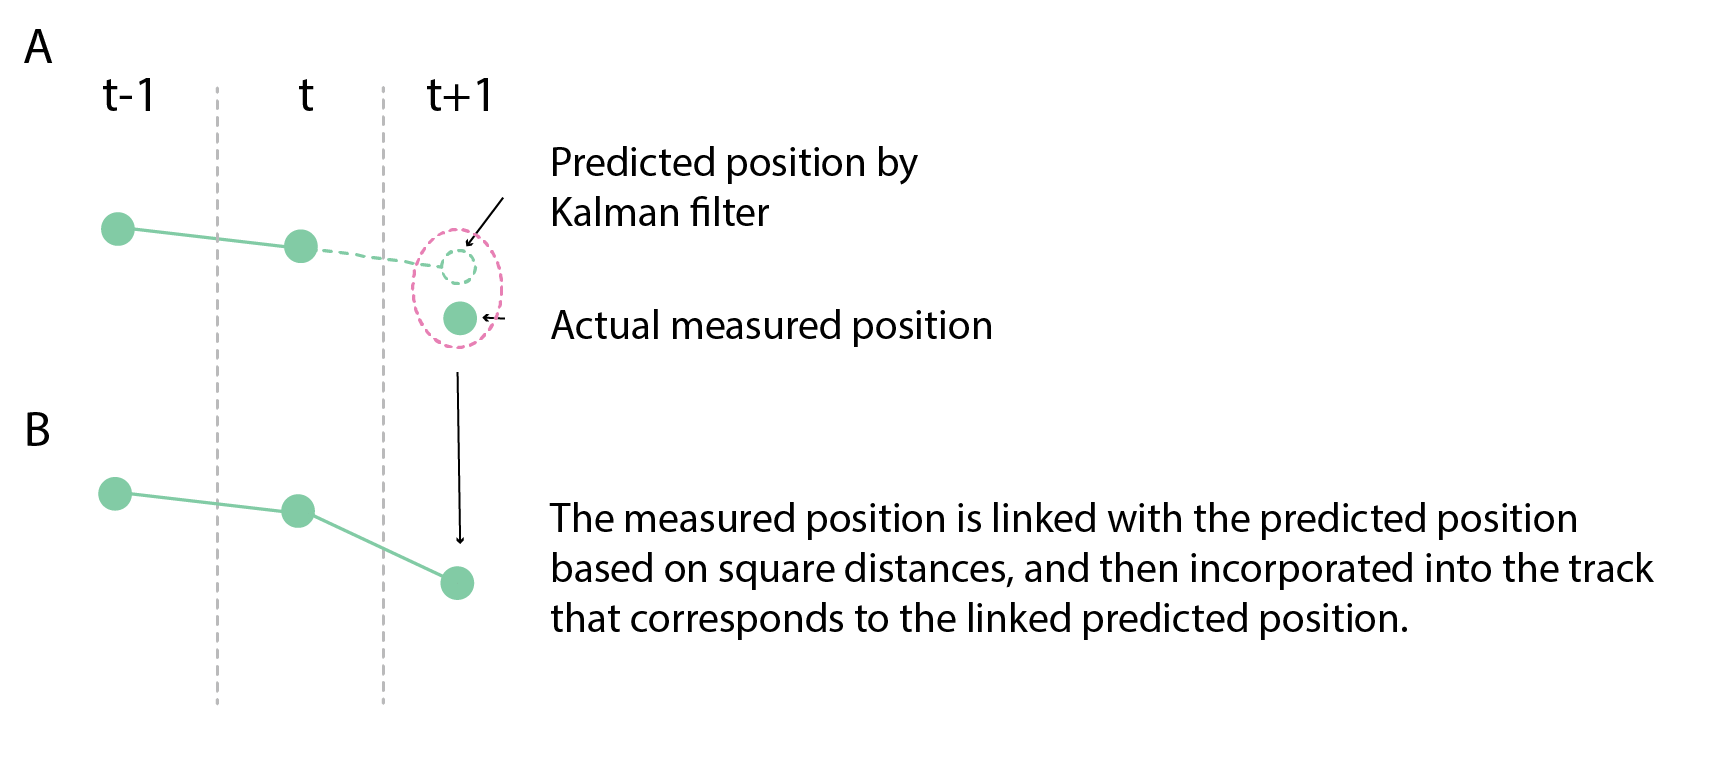 A
t-1
t
t+1
Predicted position by
Kalman filter
Actual measured position
B
The measured position is linked with the predicted position
based on square distances, and then incorporated into the track
that corresponds to the linked predicted position.